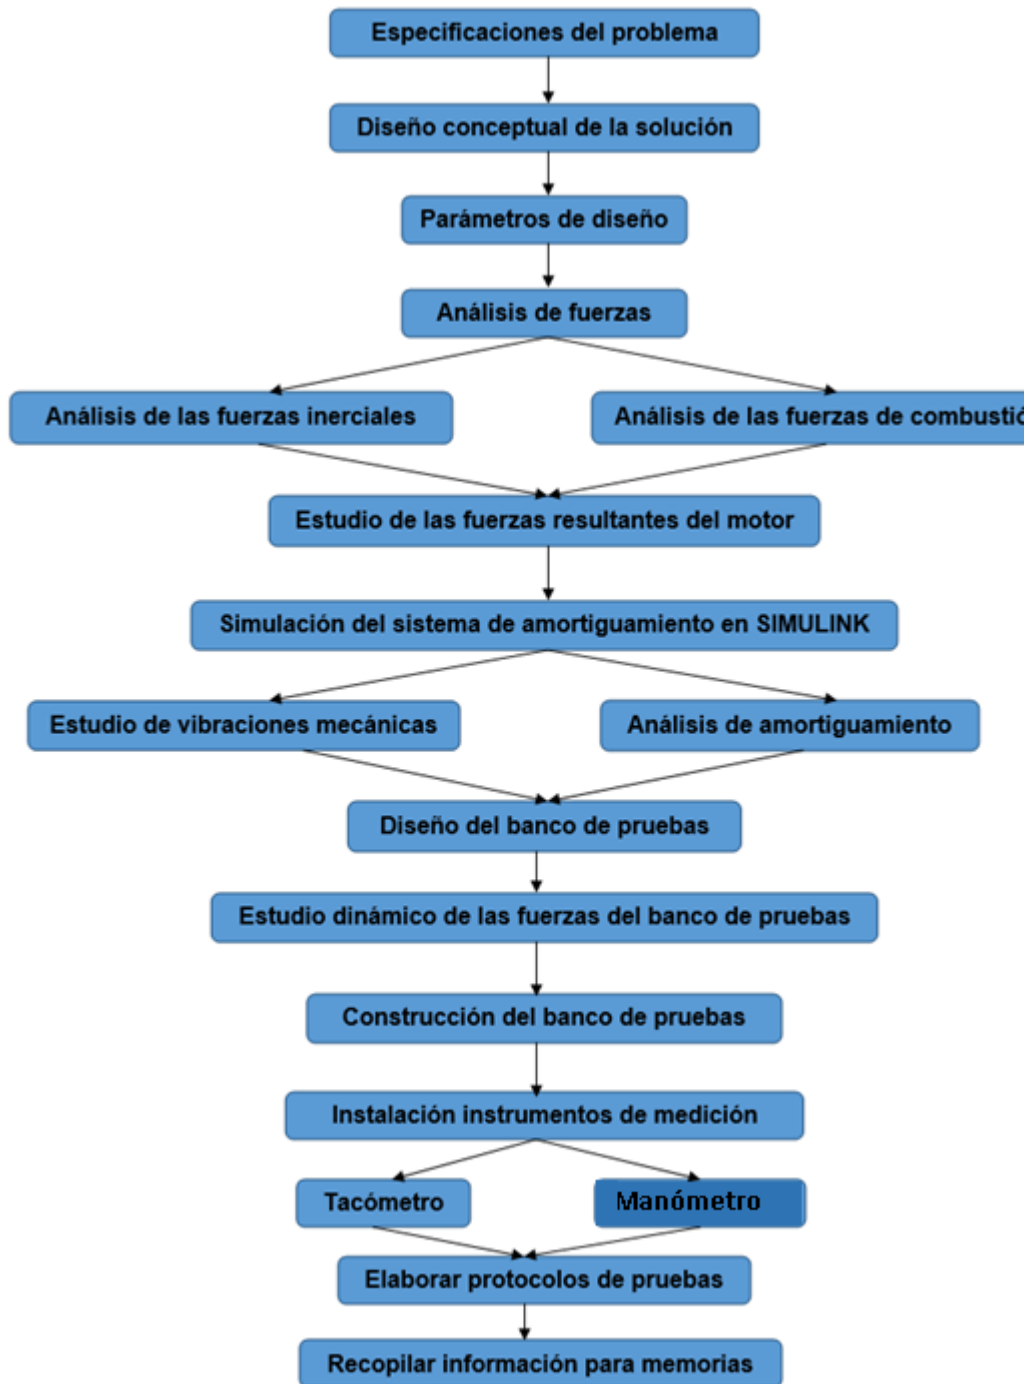 Especificaciones del problema
Diseño conceptual de la solución
Parámetros de diseño
Análisis de fuerzas
Análisis de las fuerzas inerciales
Análisis de las fuerzas de combustió
Estudio de las fuerzas resultantes del motor
Simulación del sistema de amortiguamiento en SIMULINK
Estudio de vibraciones mecánicas
Análisis de amortiguamiento
Diseño del banco de pruebas
Estudio dinámico de las fuerzas del banco de pruebas
Construcción del banco de pruebas
Instalación instrumentos de medición
Tacómetro
Manómetro
Elaborar protocolos de pruebas
Recopilar información para memorias